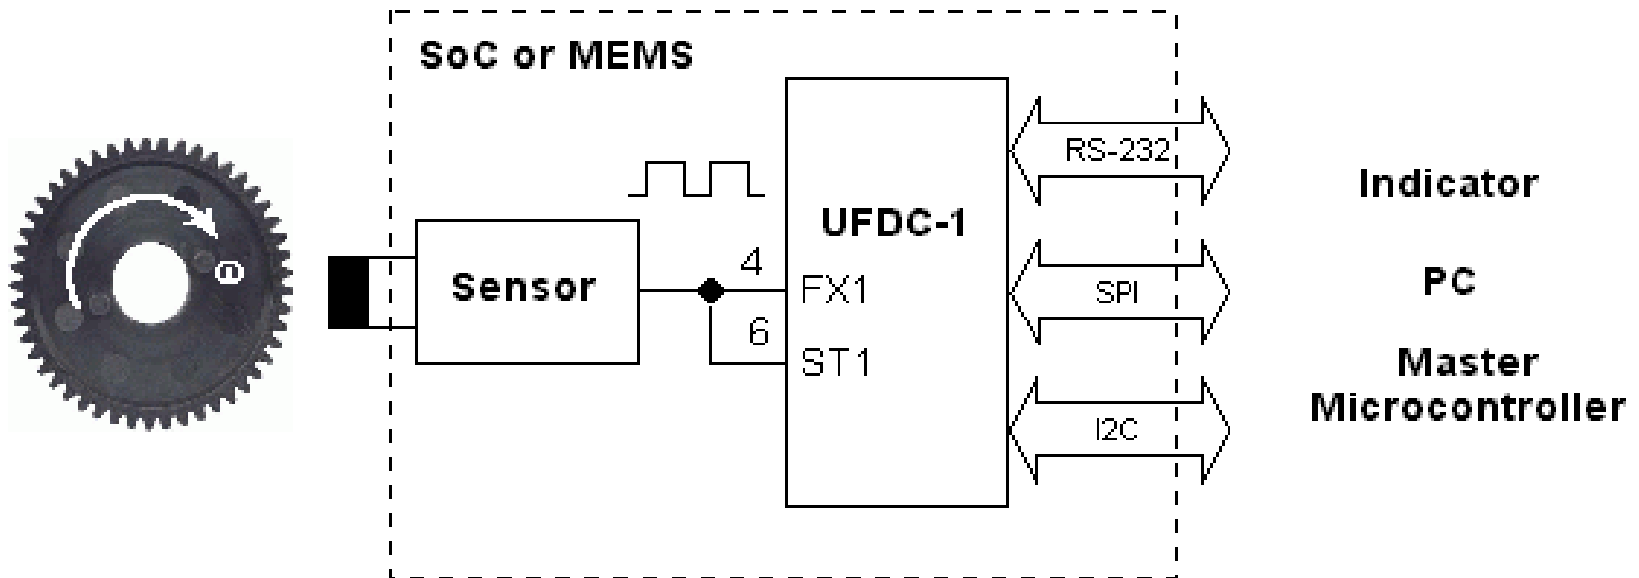 SoC or MEMS
n
Sensor
4
6
UFDC-1
FX1
ST1
RS-232
SPI
I2C
Indicator
PC
Master
Microcontroller